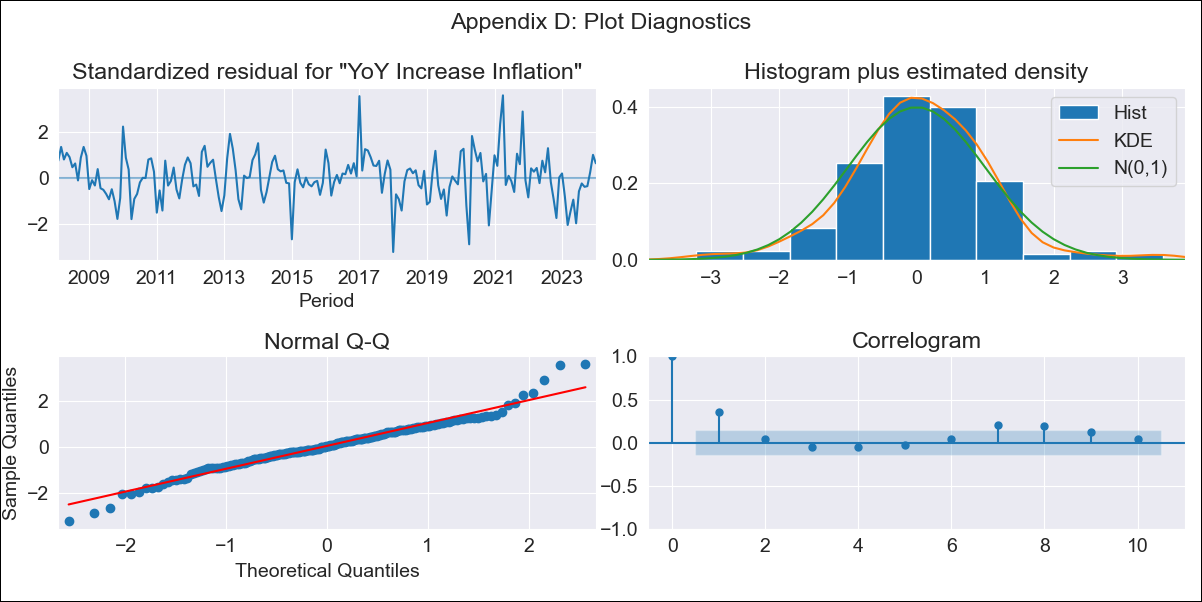 Appendix D: Plot Diagnostics
Standardized residual for "YoY Increase Inflation"
2
0
−2
2009 2011 2013 2015 2017 2019 2021 2023
Period
Histogram plus estimated density
0.4
0.2
0.0
Hist
KDE
N(0,1)
−3 −2 −1 0 1 2 3
Normal Q-Q
Sample Quantiles
2
0
−2
−2 −1 0 1 2
Theoretical Quantiles
Correlogram
1.0
0.5
0.0
−0.5
−1.0
0 2 4 6 8 10